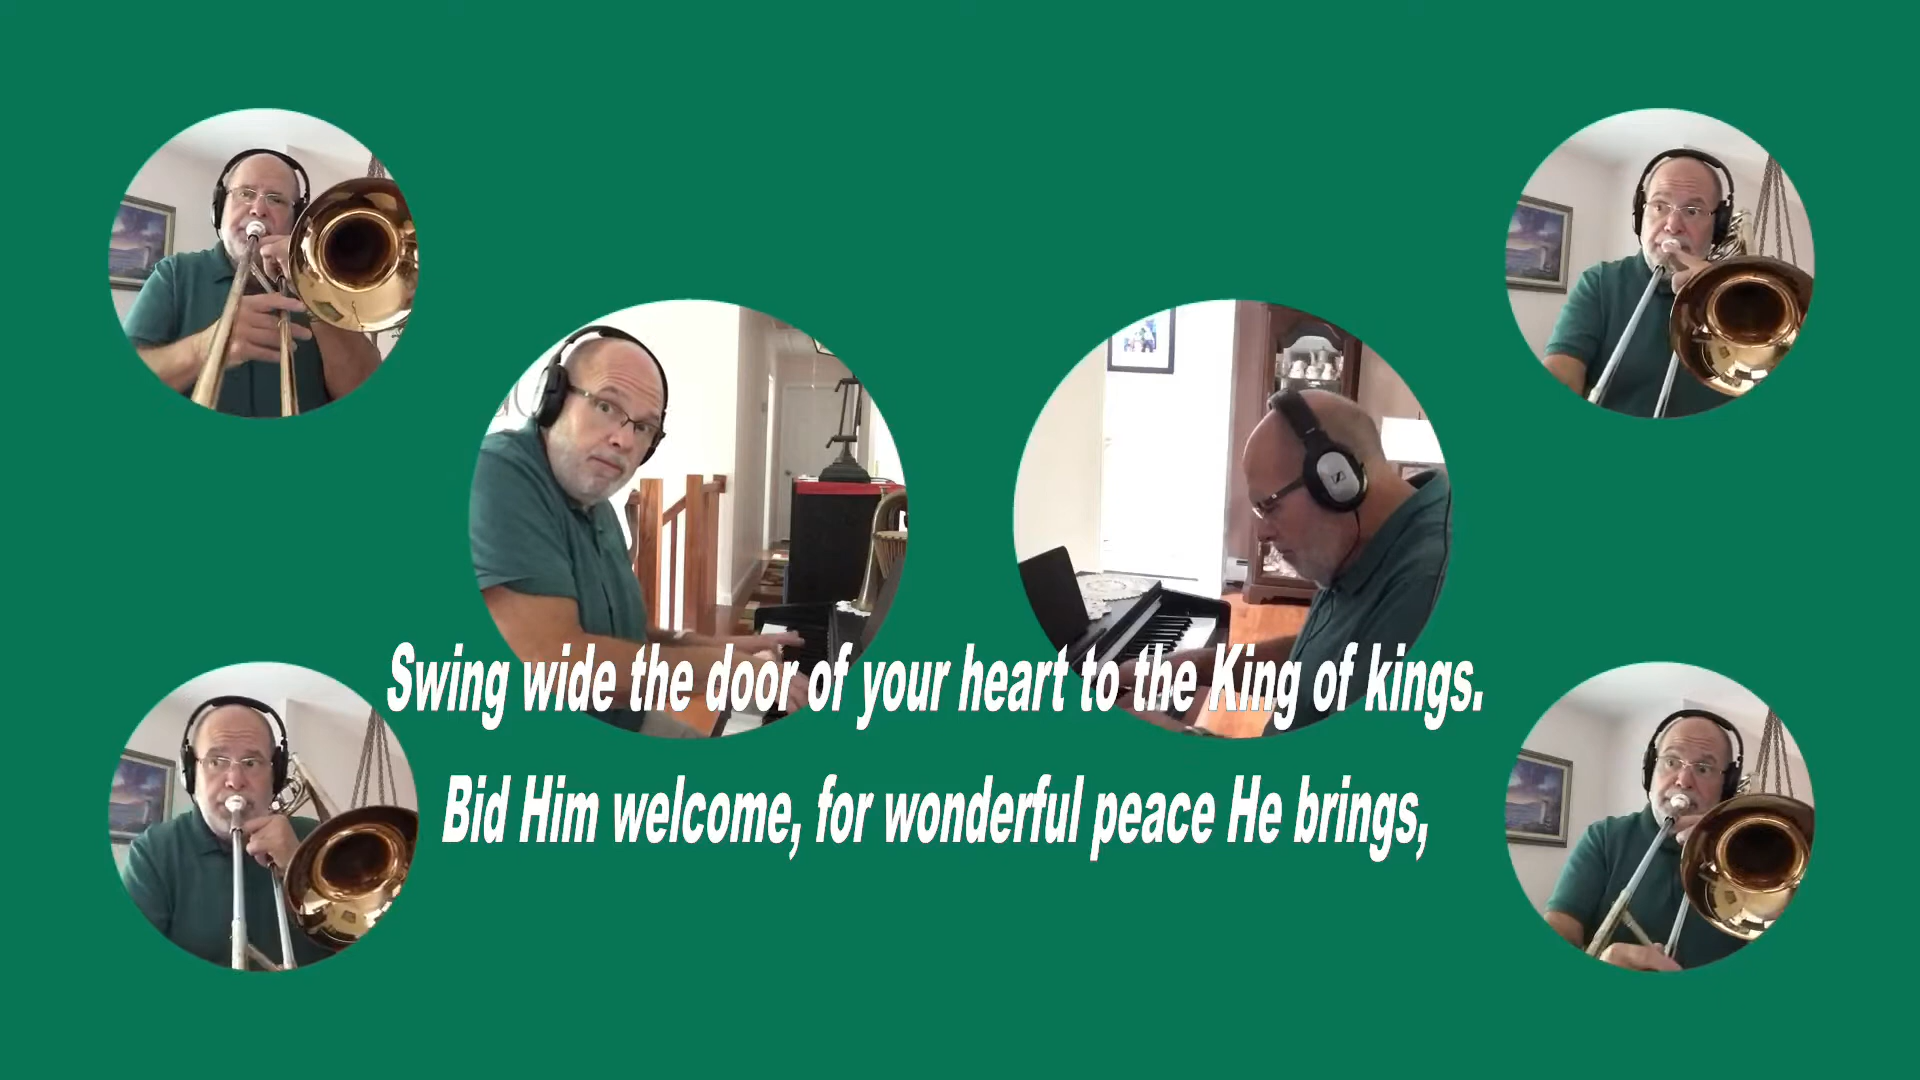 Swing wide the door of your heart to the King of kings.
Bid Him welcome, for wonderful peace He brings,